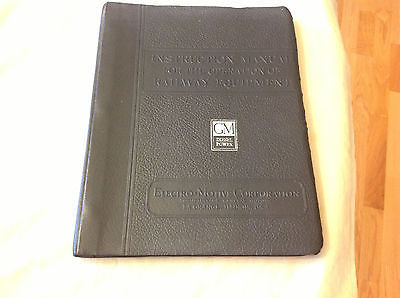 INSTRUCTION MANUAL
FOR THE OPERATION OF
RAILWAY EQUIPMENT
GM
DIESEL
POWER
ELECTRO-MOTIVE CORPORATION